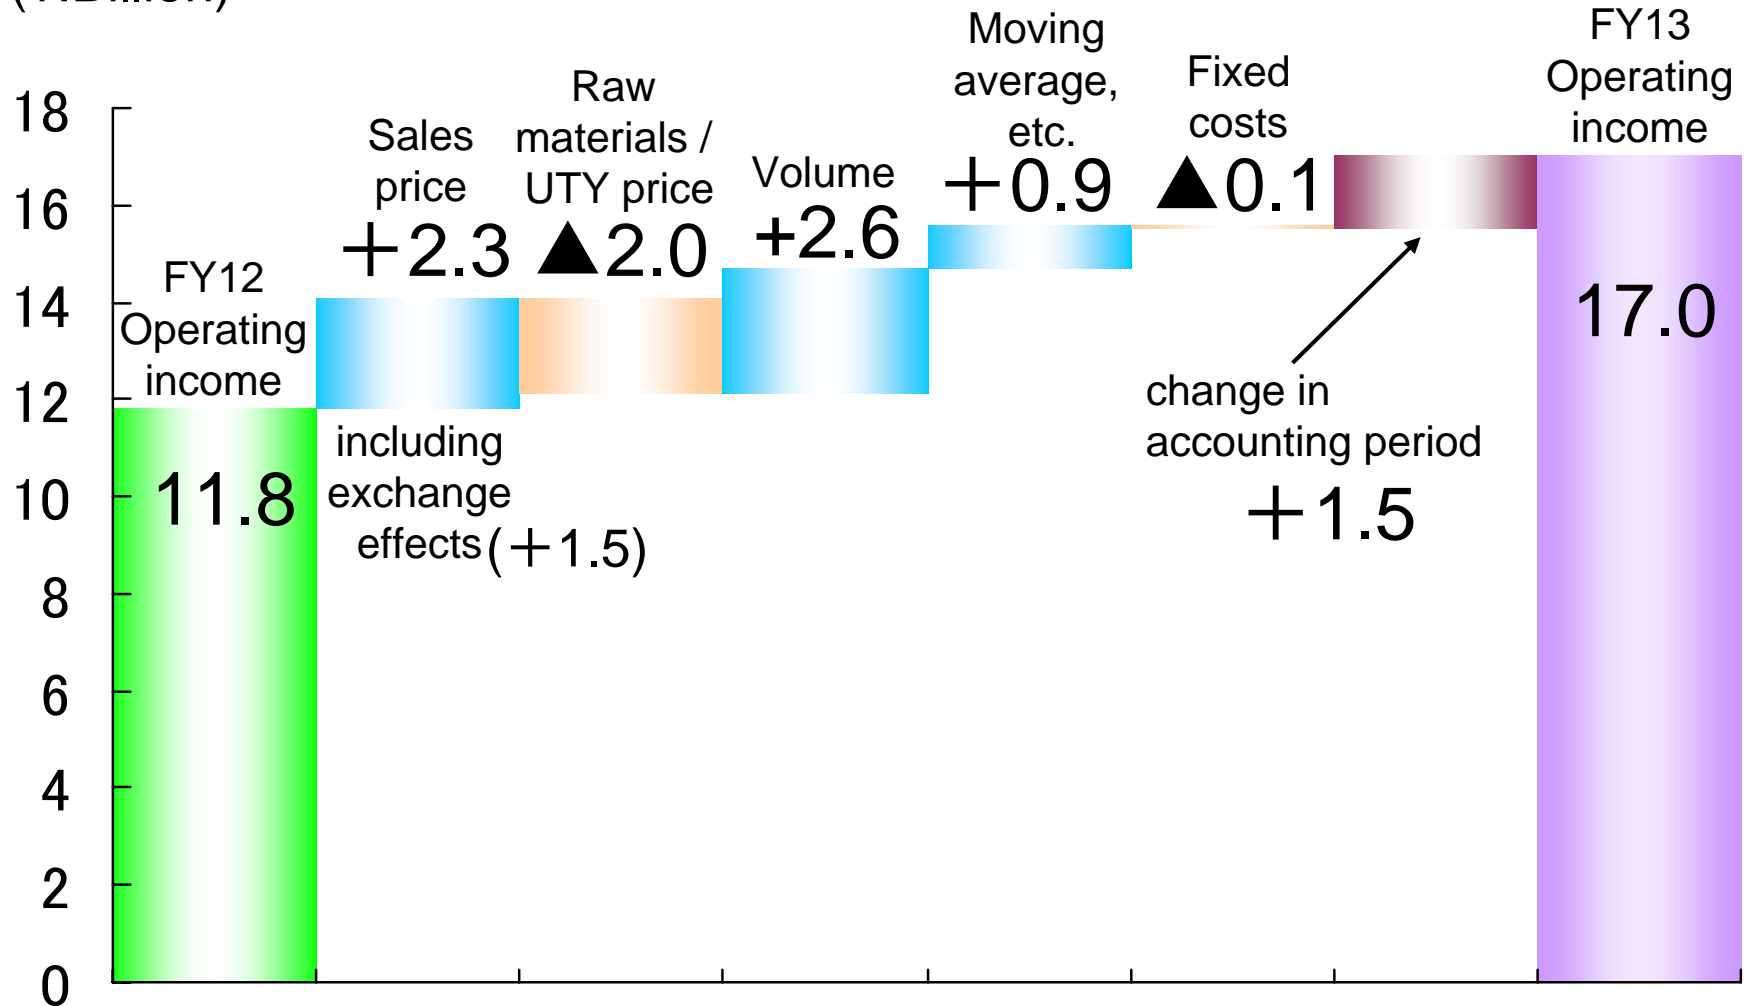 FY12
Operating
income
11.8
Sales
price
＋2.3
including
exchange
effects(＋1.5)
Raw
materials /
UTY price
▲2.0
Volume
+2.6
Moving
average,
etc.
＋0.9
Fixed
costs
▲0.1
change in
accounting period
＋1.5
FY13
Operating
income
17.0
18
16
14
12
10
8
6
4
2
0